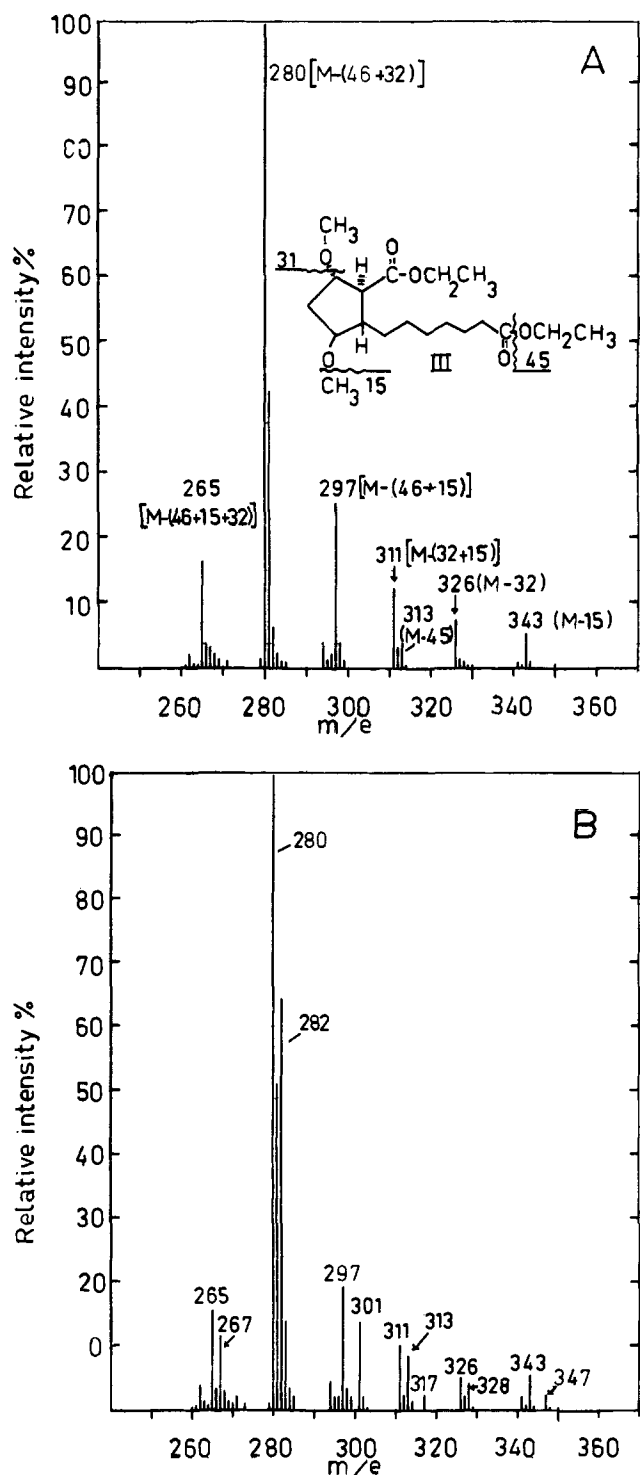 A
100
90
80
70
60
50
40
30
20
10
Relative intensity %
280 [M-(46+32)]
CH3
O
31
H
O
C-OCH2CH3
H
O
CH3 15
III
C
O
OCH2CH3
45
265
[M-(46+15+32)]
297 [M-(46+15)]
311 [M-(32+15)]
326 (M-32)
313
(M-45)
343 (M-15)
260 280 300 320 340 360
m/e
B
100
90
80
70
60
50
40
30
20
0
Relative intensity %
280
282
265
267
297
301
311
313
317
326
328
343
347
260 280 300 320 340 360
m/e